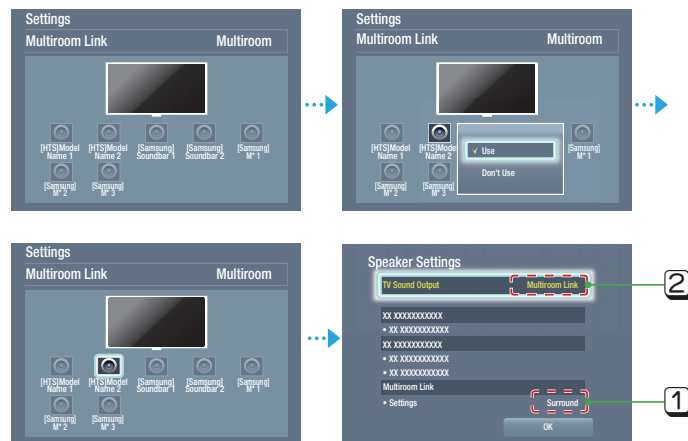 Settings
Multiroom Link Multiroom
[HTS]Model Name 1
[HTS]Model Name 2
[Samsung] Soundbar 1
[Samsung] Soundbar 2
[Samsung] M* 1
[Samsung] M* 2
[Samsung] M* 3
Settings
Multiroom Link Multiroom
[HTS]Model Name 1
[HTS]Mode Name 2
✓ Use
Don't Use
[Samsung] M* 1
[Samsung] M* 2
[Samsung] M* 3
Settings
Multiroom Link Multiroom
[HTS]Model Name 1
[HTS]Model Name 2
[Samsung] Soundbar 1
[Samsung] Soundbar 2
[Samsung] M* 1
[Samsung] M* 2
[Samsung] M* 3
Speaker Settings
TV Sound Output Multiroom Link
2
XX XXXXXXXXXXX
• XX XXXXXXXXXXX
XX XXXXXXXXXXX
• XX XXXXXXXXXXX
• XX XXXXXXXXXXX
Multiroom Link
• Settings Surround
1
OK